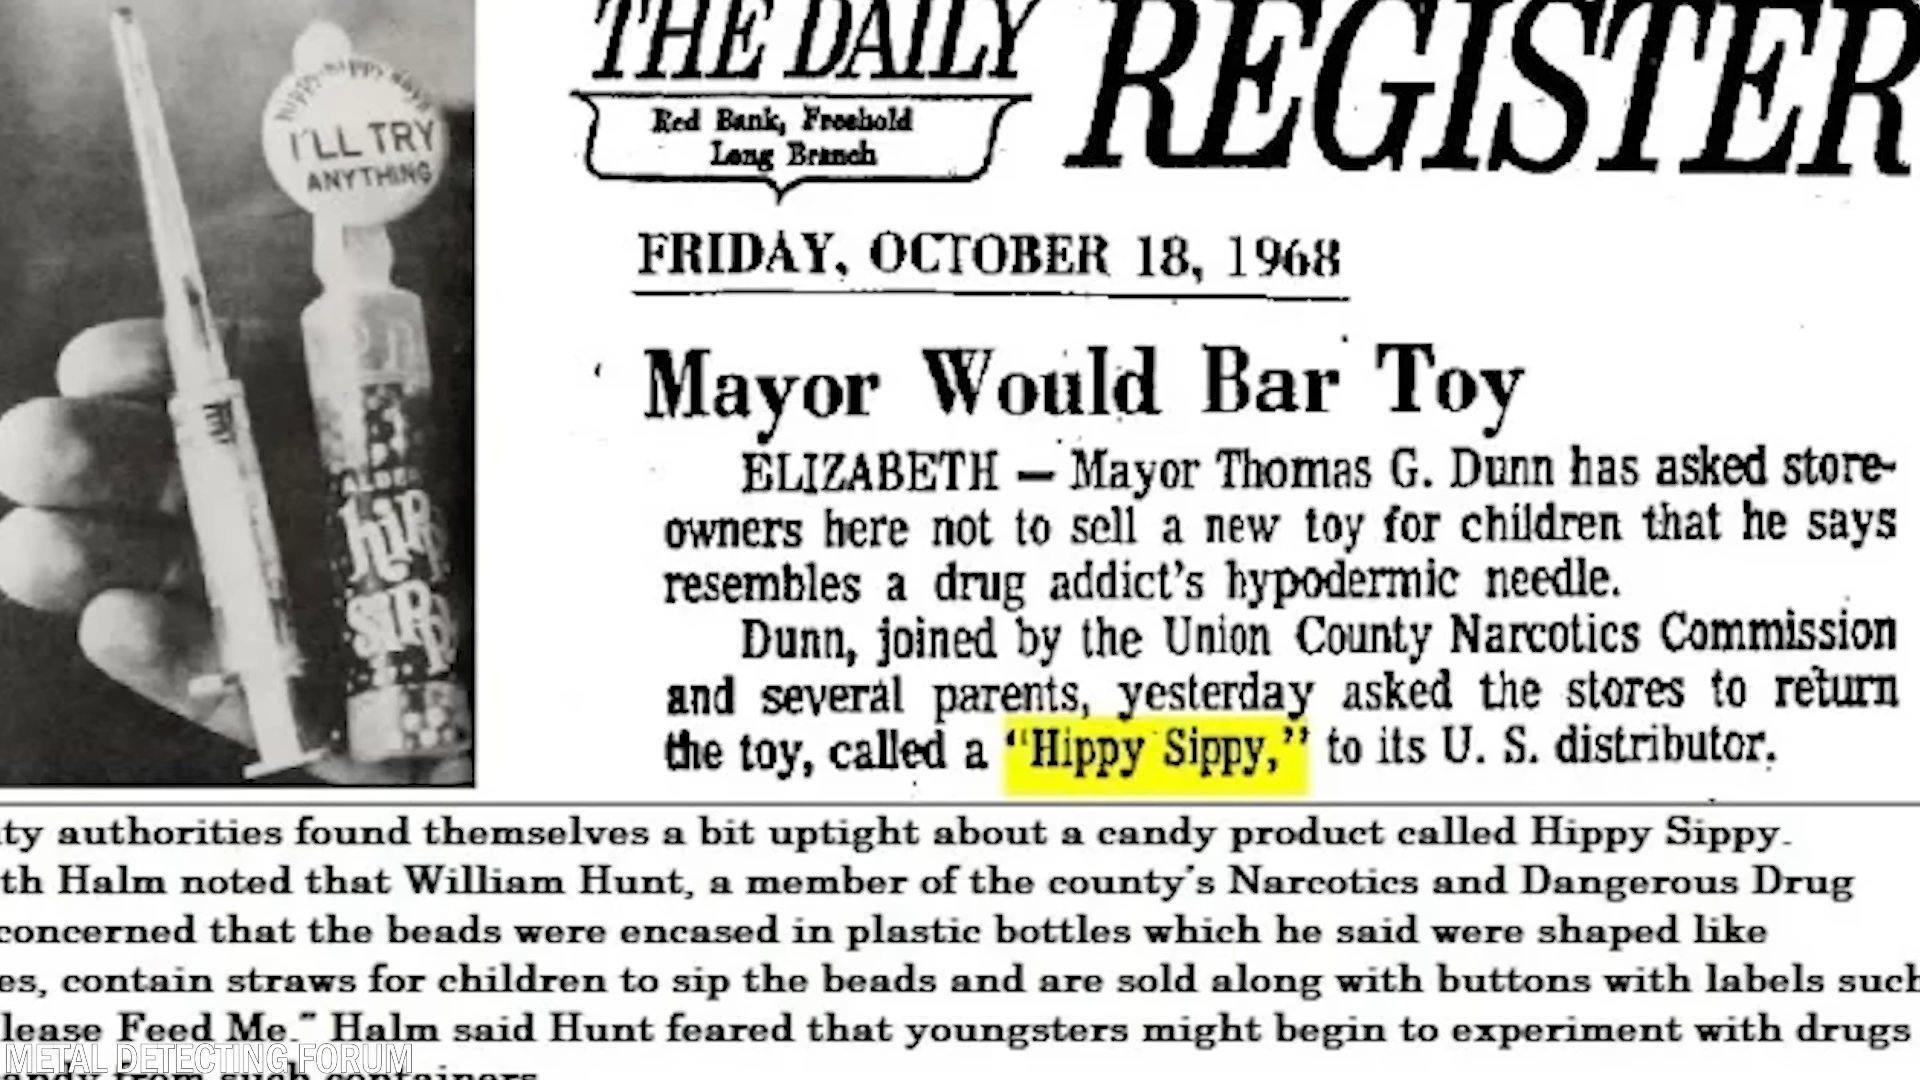 I'LL TRY
ANYTHING
hip
sip
THE DAILY REGISTER
Red Bank, Freehold
Long Branch
FRIDAY, OCTOBER 18, 1968
Mayor Would Bar Toy
ELIZABETH — Mayor Thomas G. Dunn has asked store-
owners here not to sell a new toy for children that he says
resembles a drug addict's hypodermic needle.
Dunn, joined by the Union County Narcotics Commission
and several parents, yesterday asked the stores to return
the toy, called a "Hippy Sippy," to its U. S. distributor.
ty authorities found themselves a bit uptight about a candy product called Hippy Sippy.
th Halm noted that William Hunt, a member of the county's Narcotics and Dangerous Drug
concerned that the beads were encased in plastic bottles which he said were shaped like
es, contain straws for children to sip the beads and are sold along with buttons with labels such
lease Feed Me." Halm said Hunt feared that youngsters might begin to experiment with drugs
from such containers
METAL DETECTING FORUM